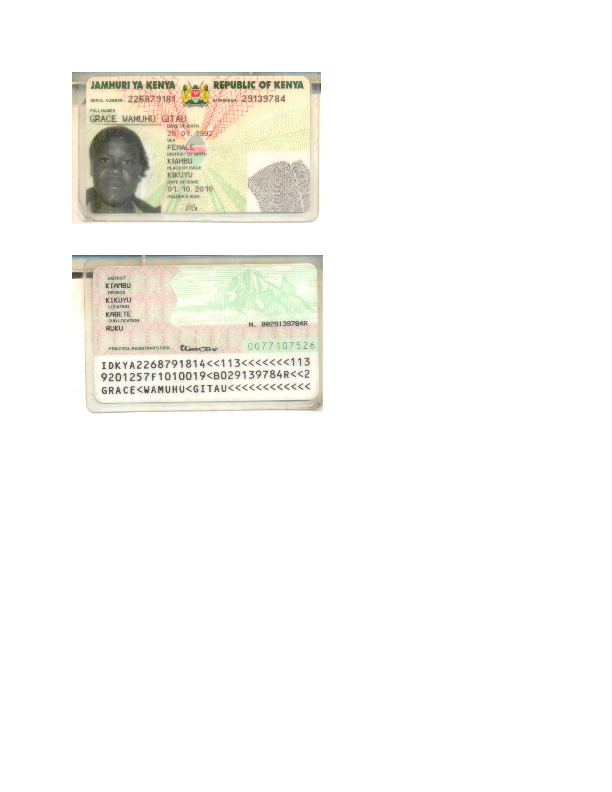 JAMHURI YA KENYA REPUBLIC OF KENYA
SERIAL NUMBER: 226879181 ID NUMBER: 29139784
FULL NAMES
GRACE WAMUHU GITAU
DATE OF BIRTH
25.01.1992
SEX
FEMALE
DISTRICT OF BIRTH
KIAMBU
PLACE OF ISSUE
KIKUYU
DATE OF ISSUE
01.10.2010
HOLDER'S SIGN.
DISTRICT
KIAMBU
DIVISION
KIKUYU
LOCATION
KABETE
SUB-LOCATION
RUKU
N. B029139784R
PRINCIPAL REGISTRAR'S SIGN.
0077107526
IDKYA2268791814<<113<<<<<<<113
9201257F1010019<B029139784R<<2
GRACE<WAMUHU<GITAU<<<<<<<<<<<<